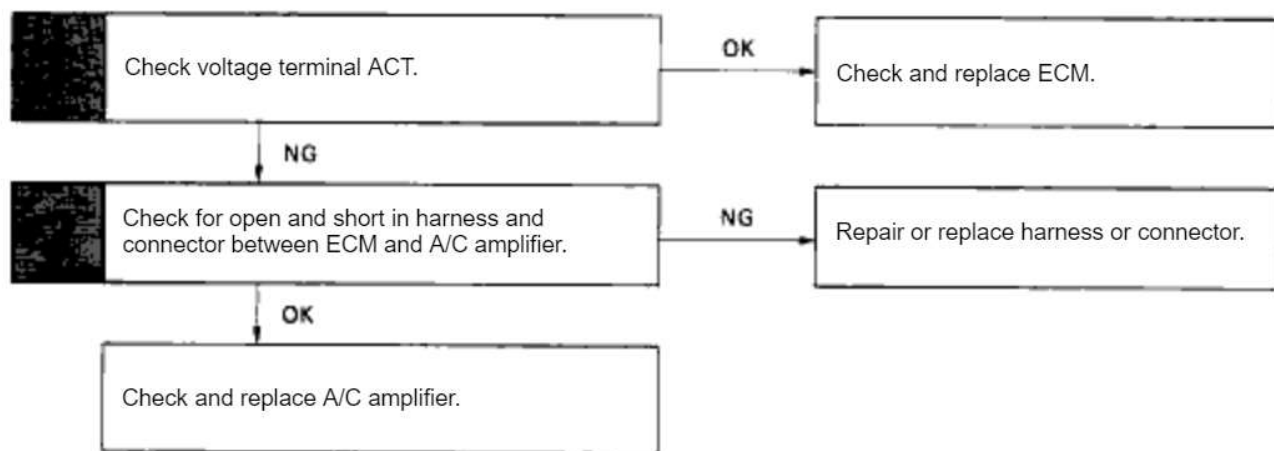 Check voltage terminal ACT.
OK
Check and replace ECM.
NG
Check for open and short in harness and
connector between ECM and A/C amplifier.
NG
Repair or replace harness or connector.
OK
Check and replace A/C amplifier.